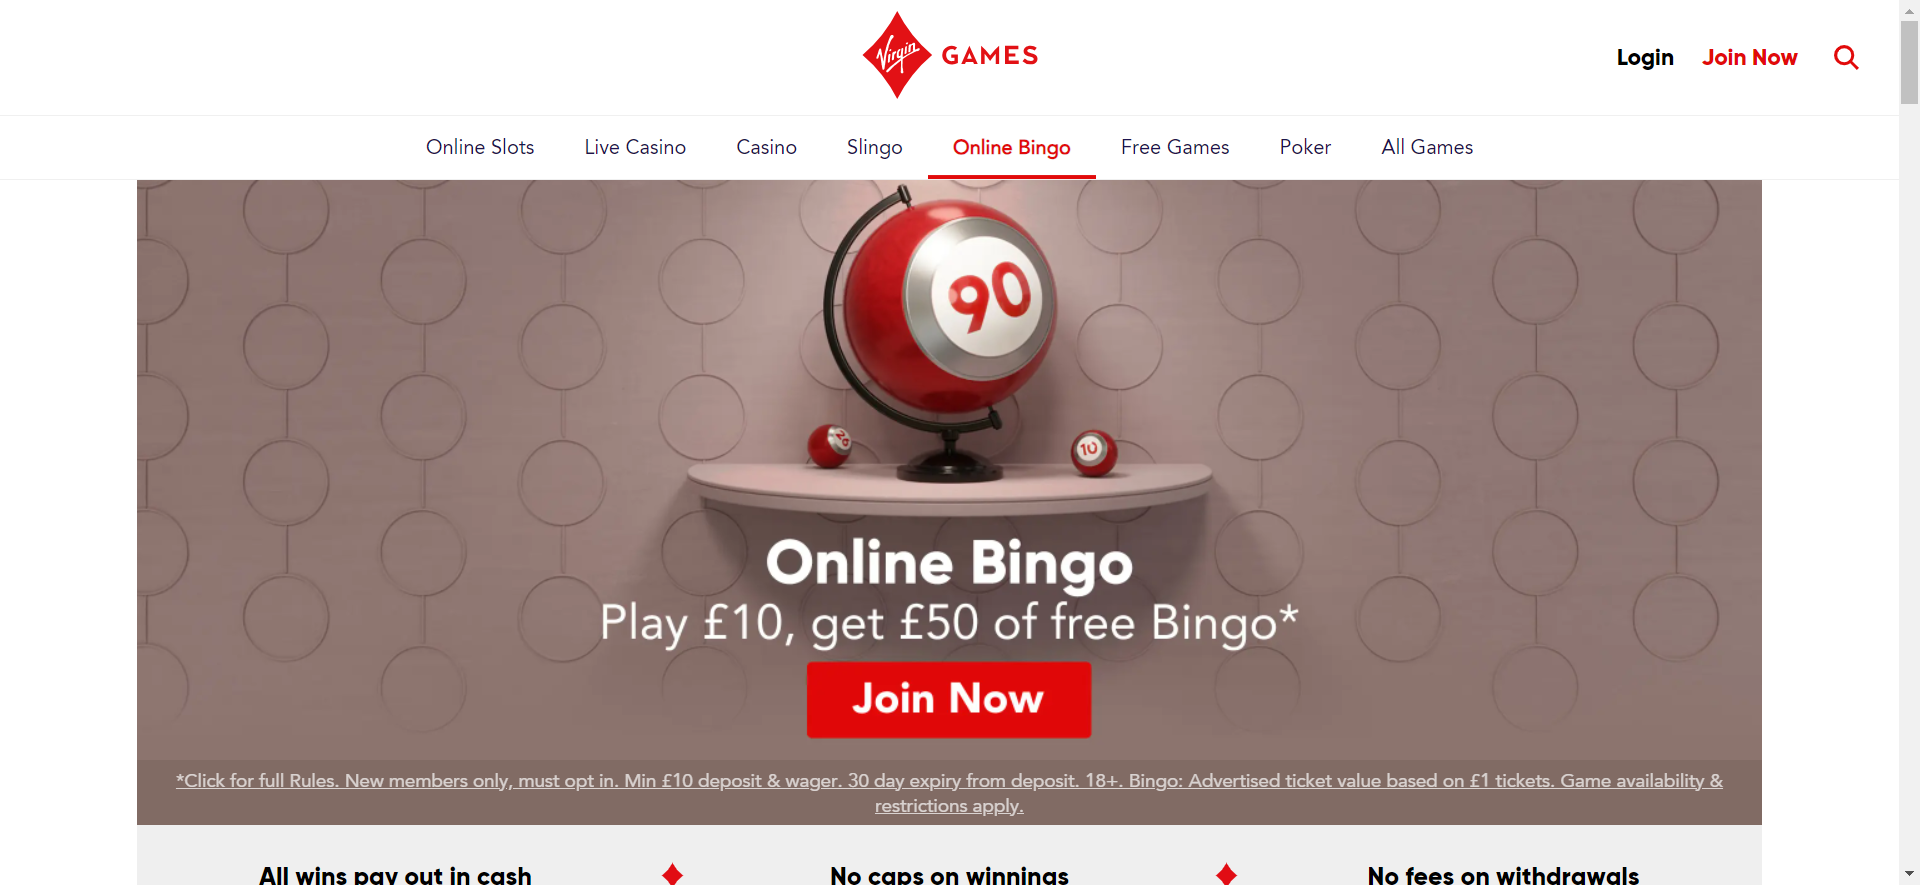 Virgin GAMES
Login Join Now
Online Slots Live Casino Casino Slingo Online Bingo Free Games Poker All Games
90
26
10
Online Bingo
Play £10, get £50 of free Bingo*
Join Now
*Click for full Rules. New members only, must opt in. Min £10 deposit & wager. 30 day expiry from deposit. 18+. Bingo: Advertised ticket value based on £1 tickets. Game availability &
restrictions apply.
All wins pay out in cash No caps on winnings No fees on withdrawals